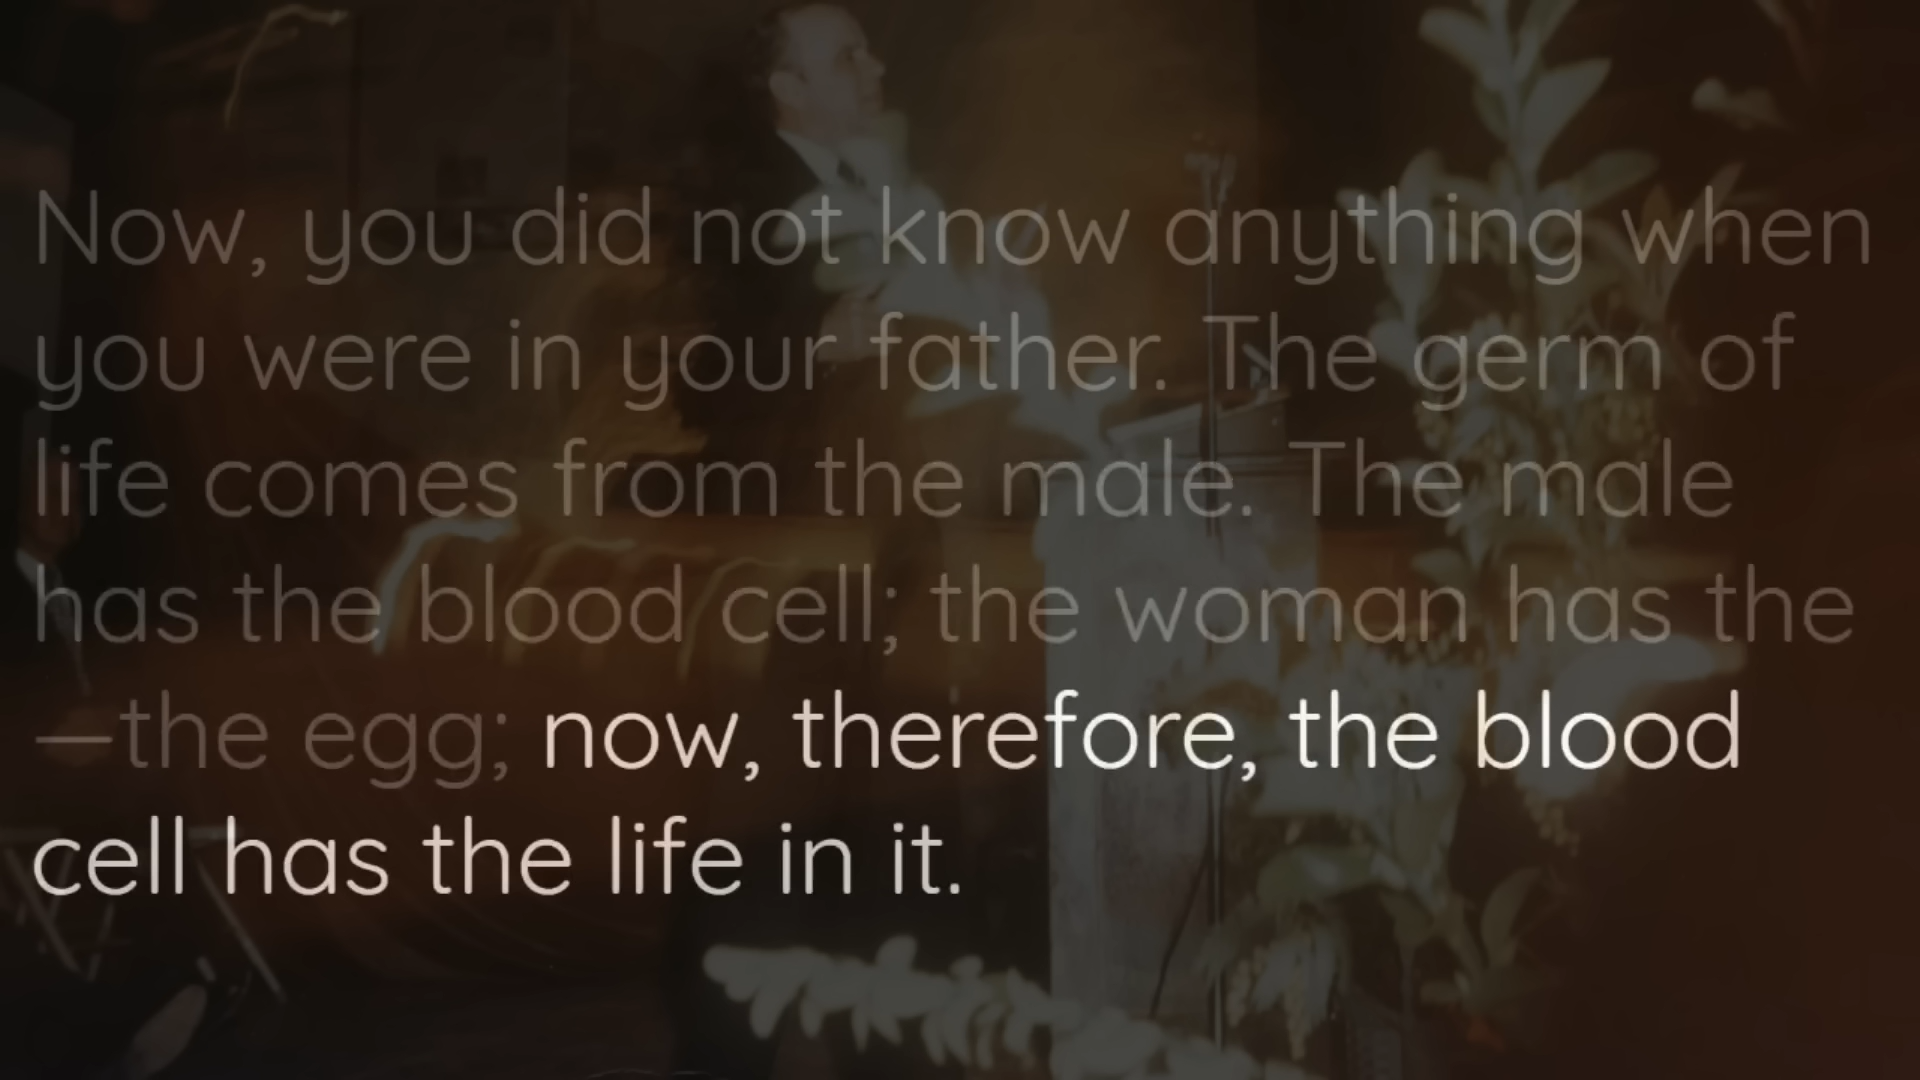 Now, you did not know anything when
you were in your father. The germ of
life comes from the male. The male
has the blood cell; the woman has the
—the egg; now, therefore, the blood
cell has the life in it.